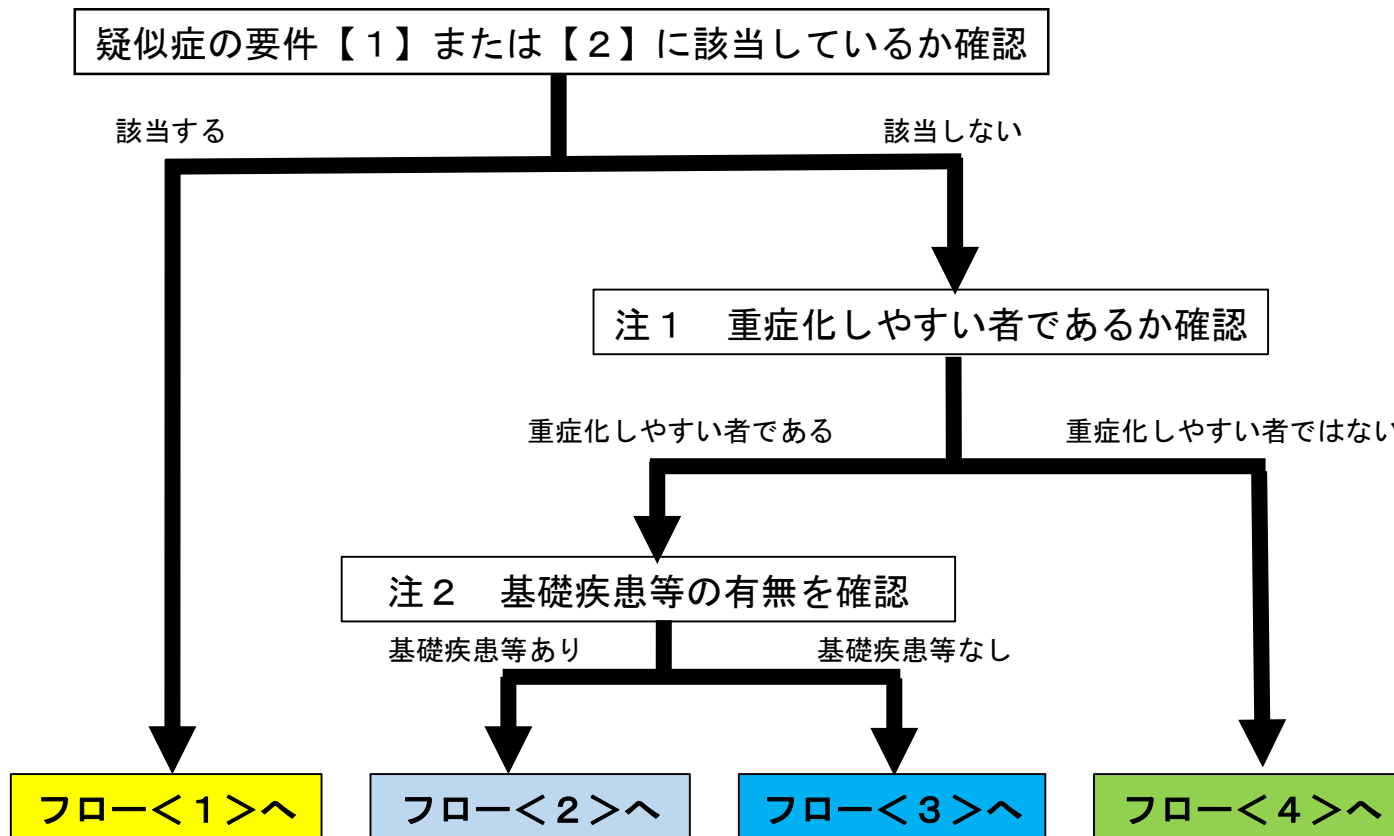 疑似症の要件【１】または【２】に該当しているか確認
該当する
該当しない
注１　重症化しやすい者であるか確認
重症化しやすい者である
重症化しやすい者ではない
注２　基礎疾患等の有無を確認
基礎疾患等あり
基礎疾患等なし
フロー＜１＞へ
フロー＜２＞へ
フロー＜３＞へ
フロー＜４＞へ